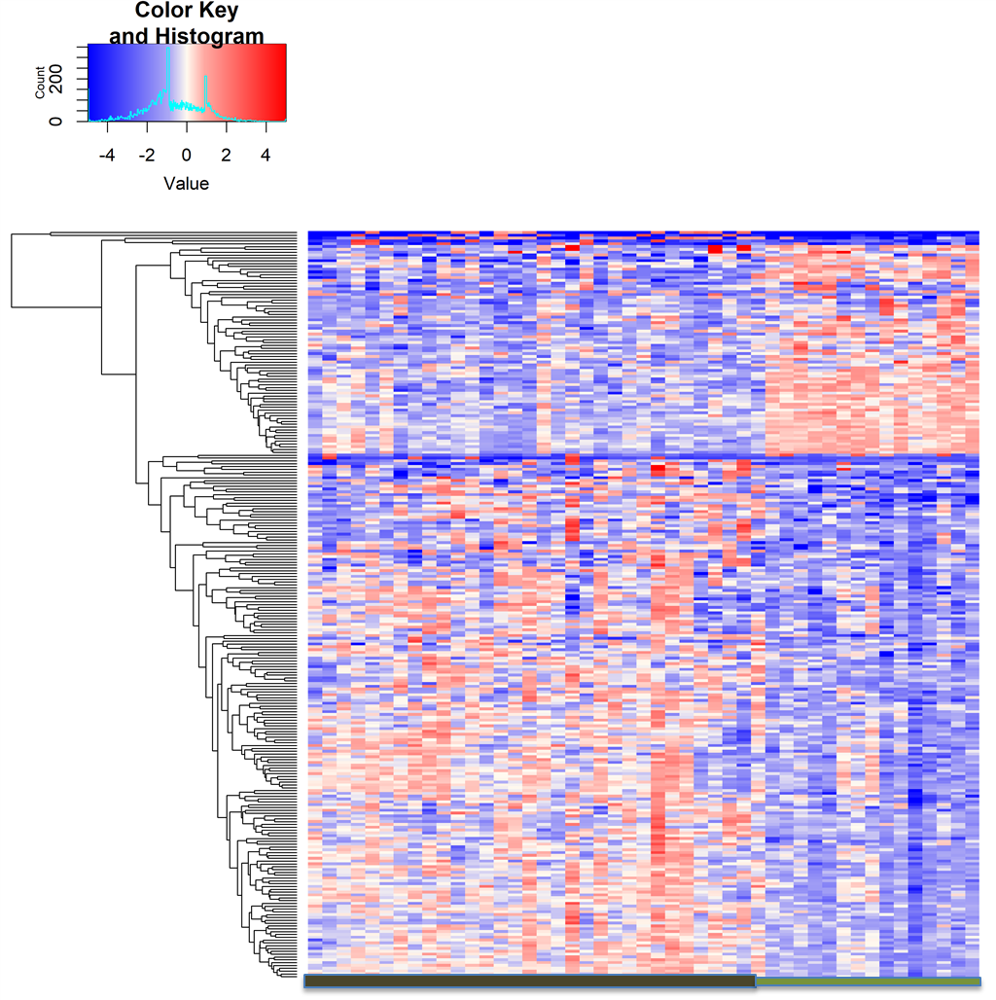 Color Key
and Histogram
Count
0
200
-4 -2 0 2 4
Value